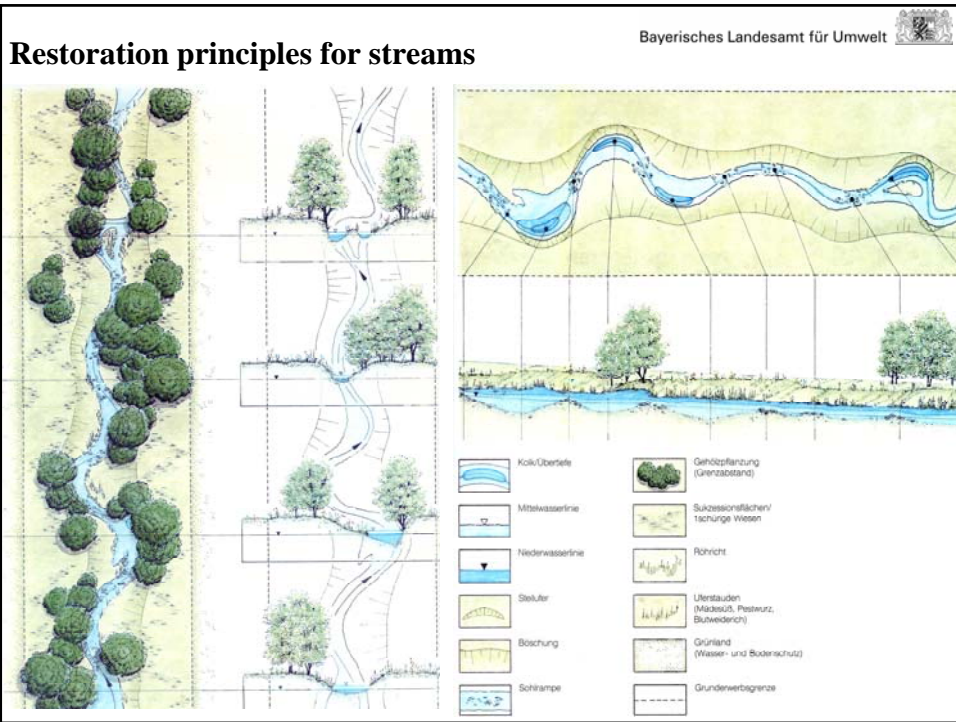 Bayerisches Landesamt für Umwelt
Restoration principles for streams
Kolk/Übertiefe
Mittelwasserlinie
Niederwasserlinie
Steilufer
Böschung
Sohlrampe
Gehölzpflanzung
(Grenzabstand)
Sukzessionsflächen/
1schürige Wiesen
Röhricht
Uferstauden
(Mädesüß, Pestwurz,
Blutweiderich)
Grünland
(Wasser- und Bodenschutz)
Grunderwerbsgrenze